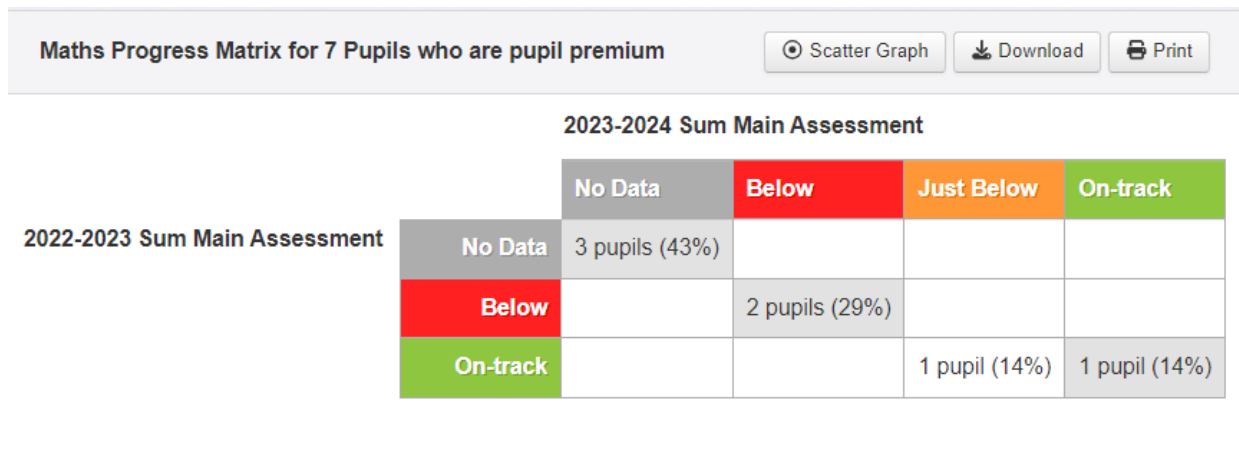 Maths Progress Matrix for 7 Pupils who are pupil premium Scatter Graph Download Print
2023-2024 Sum Main Assessment
No Data Below Just Below On-track
2022-2023 Sum Main Assessment No Data 3 pupils (43%)
Below 2 pupils (29%)
On-track 1 pupil (14%) 1 pupil (14%)